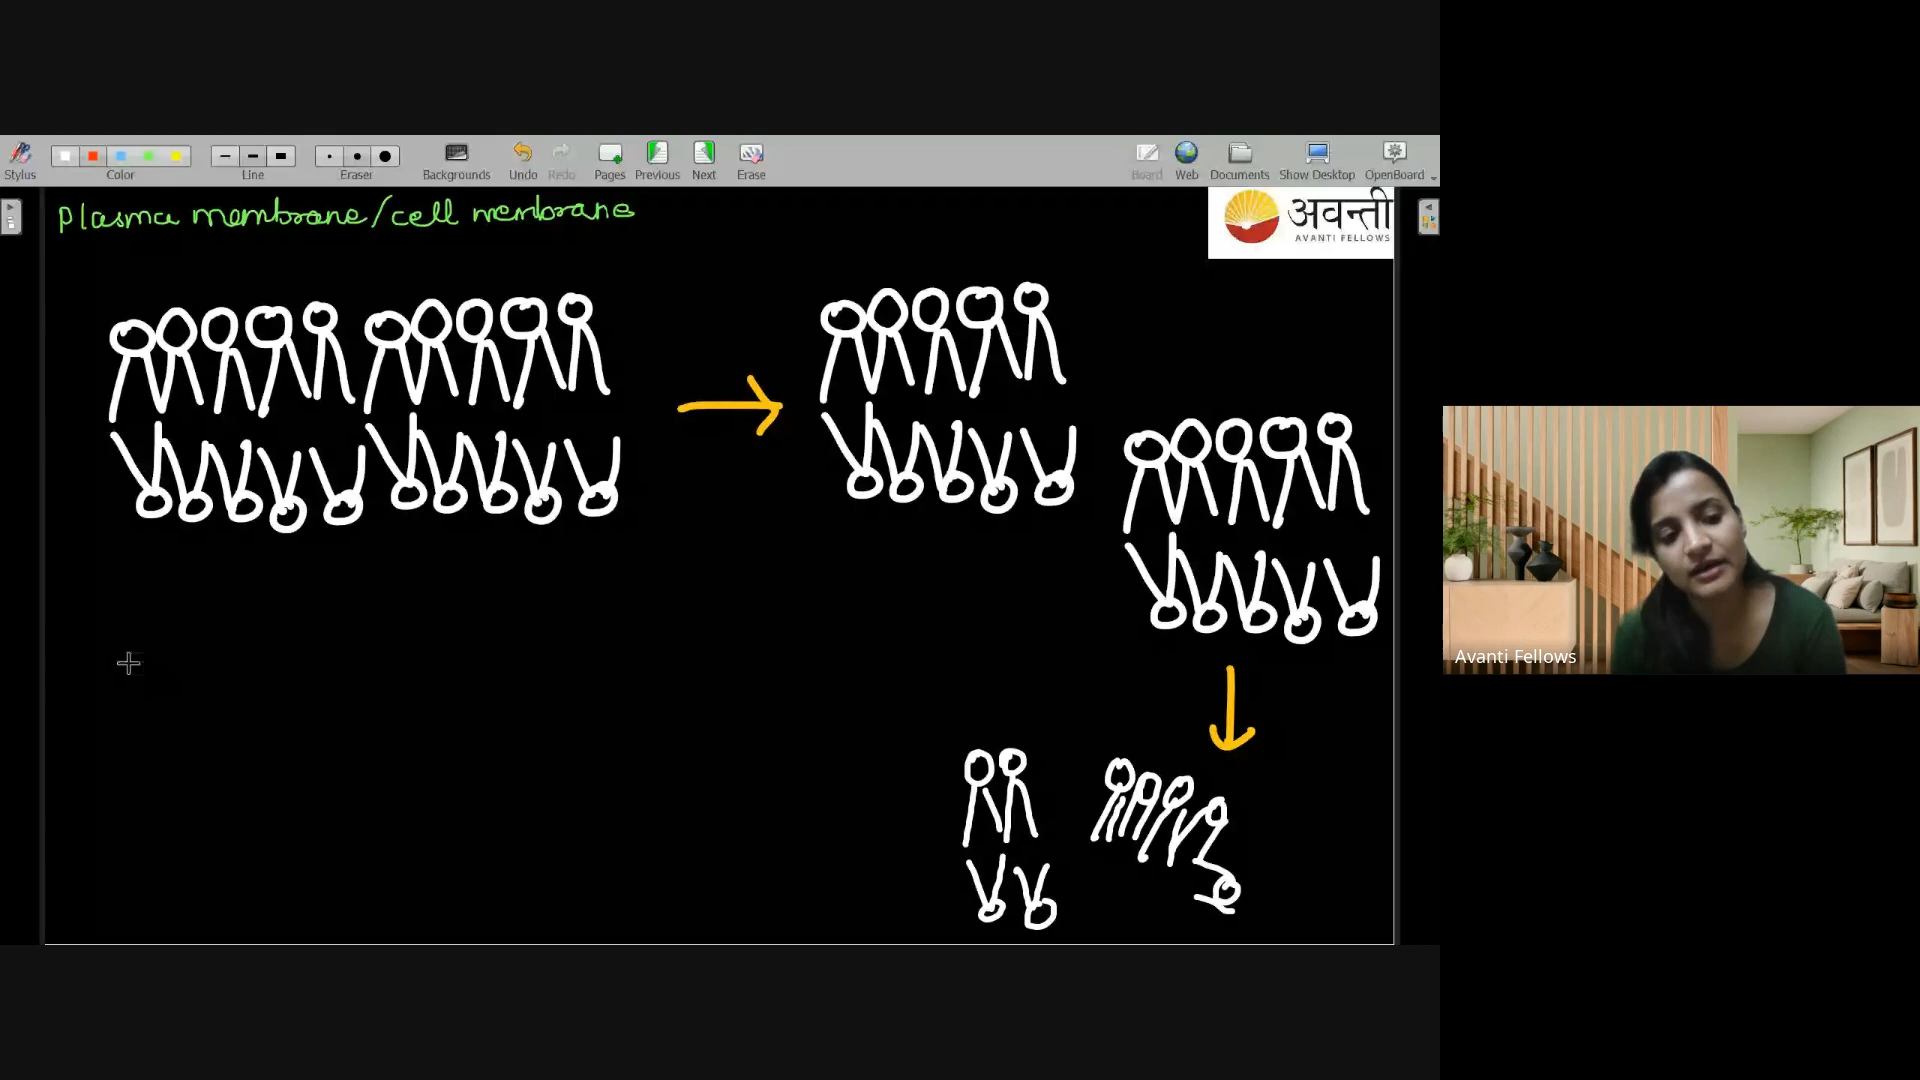 Stylus
Color
Line
Eraser
Backgrounds
Undo
Redo
Pages
Previous
Next
Erase
Board
Web
Documents
Show Desktop
OpenBoard
Plasma membrane/cell membrane
अवन्ती
AVANTI FELLOWS
Avanti Fellows